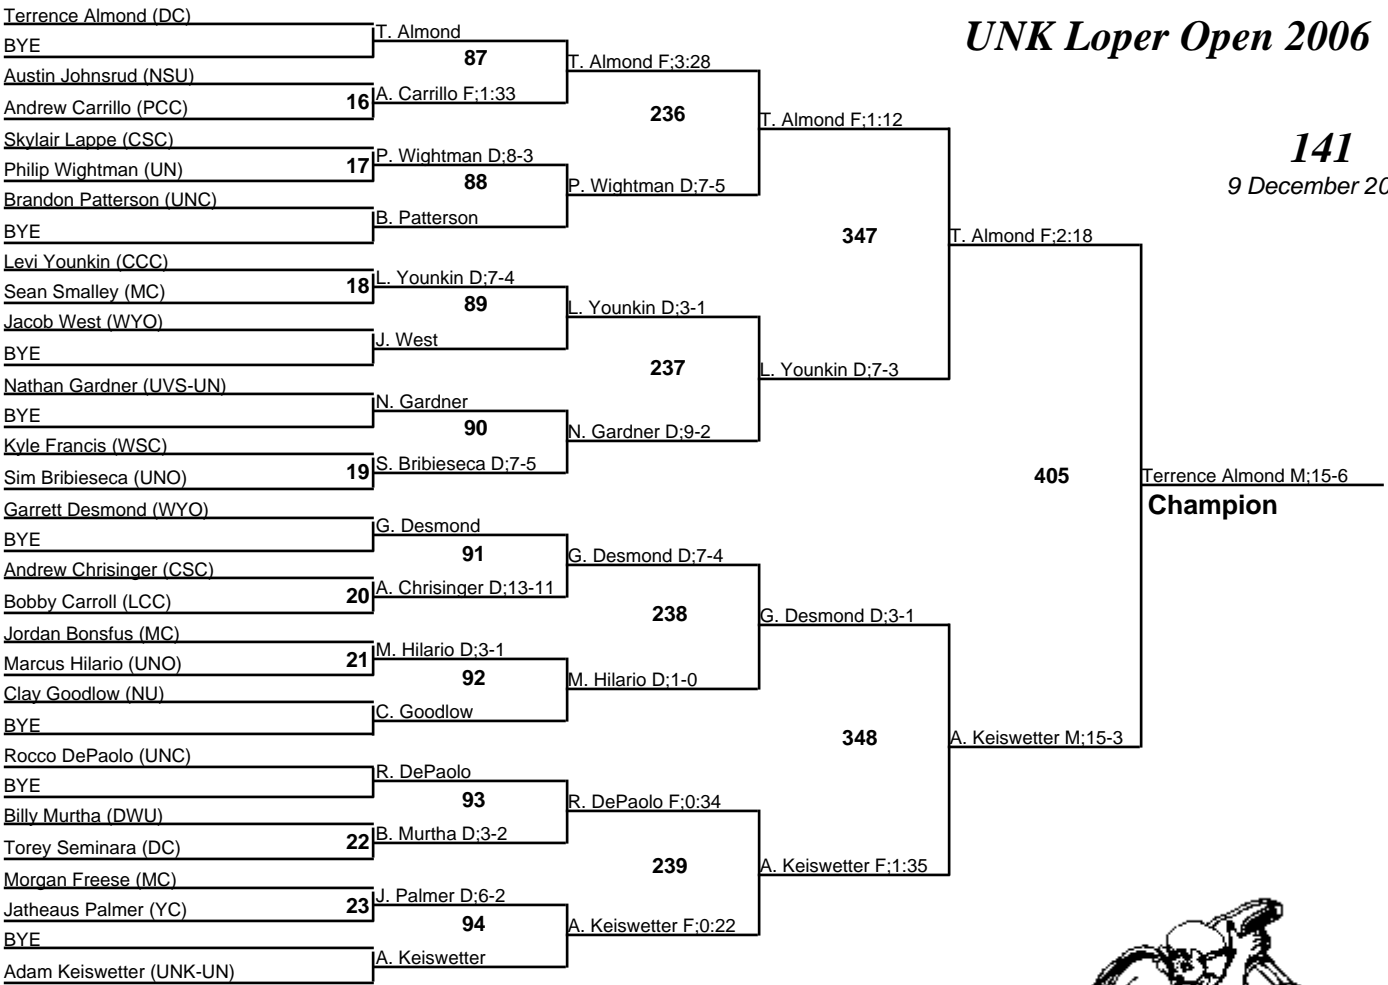 UNK Loper Open 2006
141
9 December 20
Terrence Almond (DC)
BYE
Austin Johnsrud (NSU)
Andrew Carrillo (PCC)
Skylair Lappe (CSC)
Philip Wightman (UN)
Brandon Patterson (UNC)
BYE
Levi Younkin (CCC)
Sean Smalley (MC)
Jacob West (WYO)
BYE
Nathan Gardner (UVS-UN)
BYE
Kyle Francis (WSC)
Sim Bribieseca (UNO)
Garrett Desmond (WYO)
BYE
Andrew Chrisinger (CSC)
Bobby Carroll (LCC)
Jordan Bonsfus (MC)
Marcus Hilario (UNO)
Clay Goodlow (NU)
BYE
Rocco DePaolo (UNC)
BYE
Billy Murtha (DWU)
Torey Seminara (DC)
Morgan Freese (MC)
Jatheaus Palmer (YC)
BYE
Adam Keiswetter (UNK-UN)
16
17
18
19
20
21
22
23
T. Almond
87
A. Carrillo F;1:33
P. Wightman D;8-3
88
B. Patterson
L. Younkin D;7-4
89
J. West
N. Gardner
90
S. Bribieseca D;7-5
G. Desmond
91
A. Chrisinger D;13-11
M. Hilario D;3-1
92
C. Goodlow
R. DePaolo
93
B. Murtha D;3-2
J. Palmer D;6-2
94
A. Keiswetter
T. Almond F;3:28
236
P. Wightman D;7-5
L. Younkin D;3-1
237
N. Gardner D;9-2
G. Desmond D;7-4
238
M. Hilario D;1-0
R. DePaolo F;0:34
239
A. Keiswetter F;0:22
T. Almond F;1:12
347
L. Younkin D;7-3
G. Desmond D;3-1
348
A. Keiswetter F;1:35
T. Almond F;2:18
405
A. Keiswetter M;15-3
Terrence Almond M;15-6
Champion